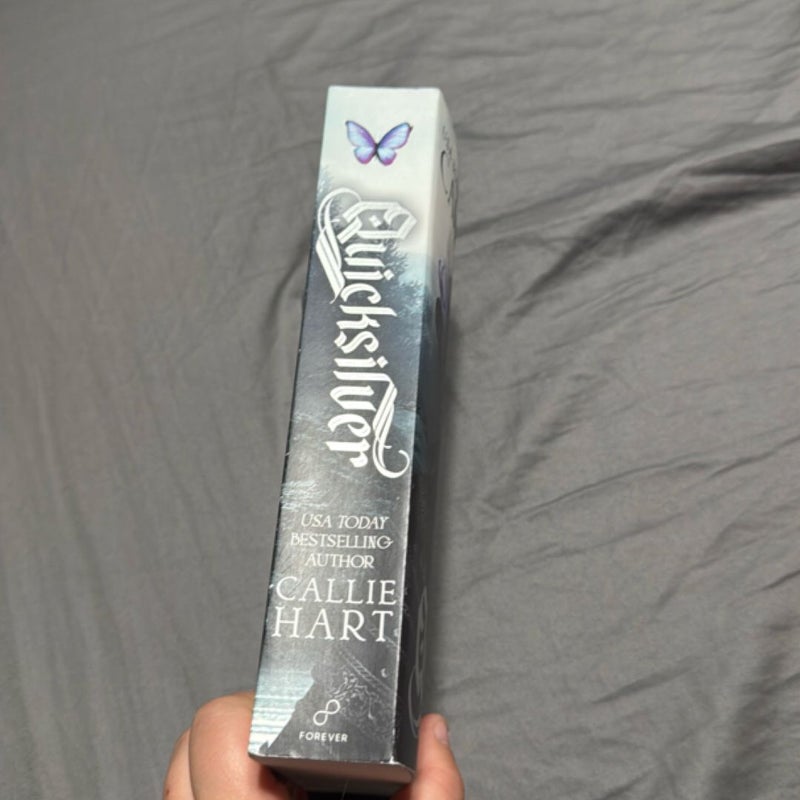 Quicksilver
USA TODAY
BESTSELLING
AUTHOR
CALLIE
HART
FOREVER